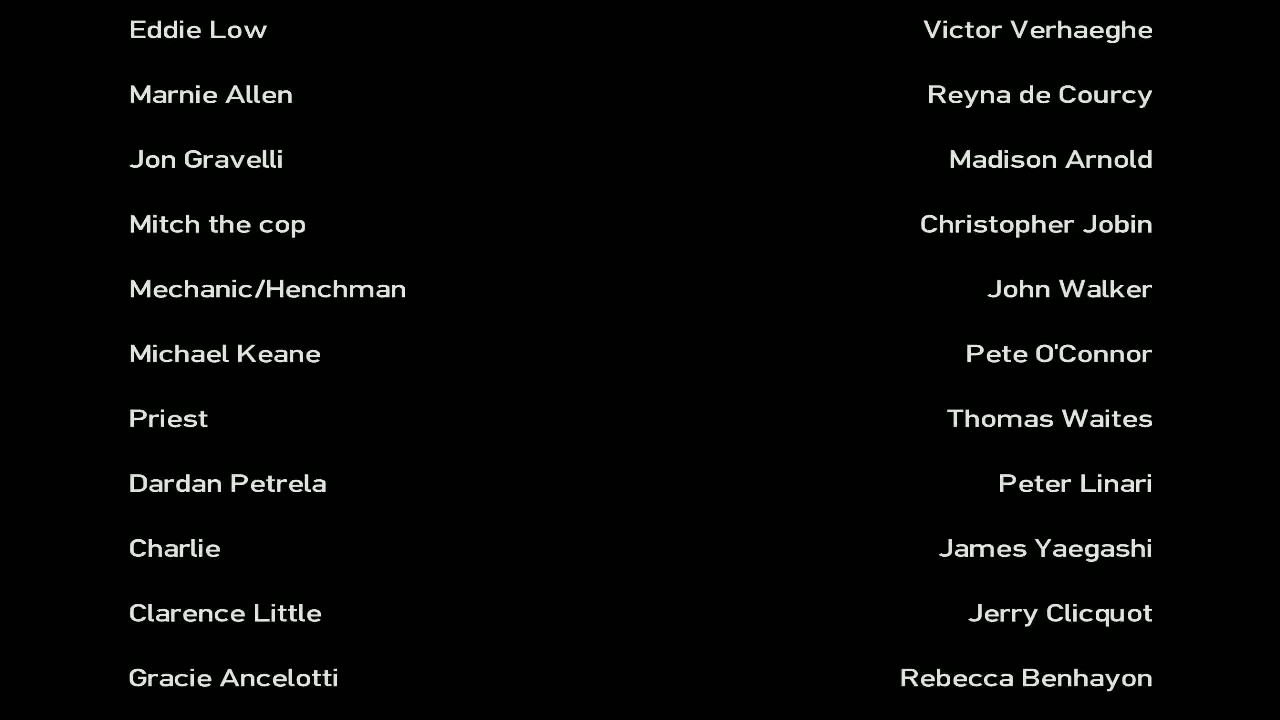 Eddie Low Victor Verhaeghe
Marnie Allen Reyna de Courcy
Jon Gravelli Madison Arnold
Mitch the cop Christopher Jobin
Mechanic/Henchman John Walker
Michael Keane Pete O'Connor
Priest Thomas Waites
Dardan Petrela Peter Linari
Charlie James Yaegashi
Clarence Little Jerry Clicquot
Gracie Ancelotti Rebecca Benhayon